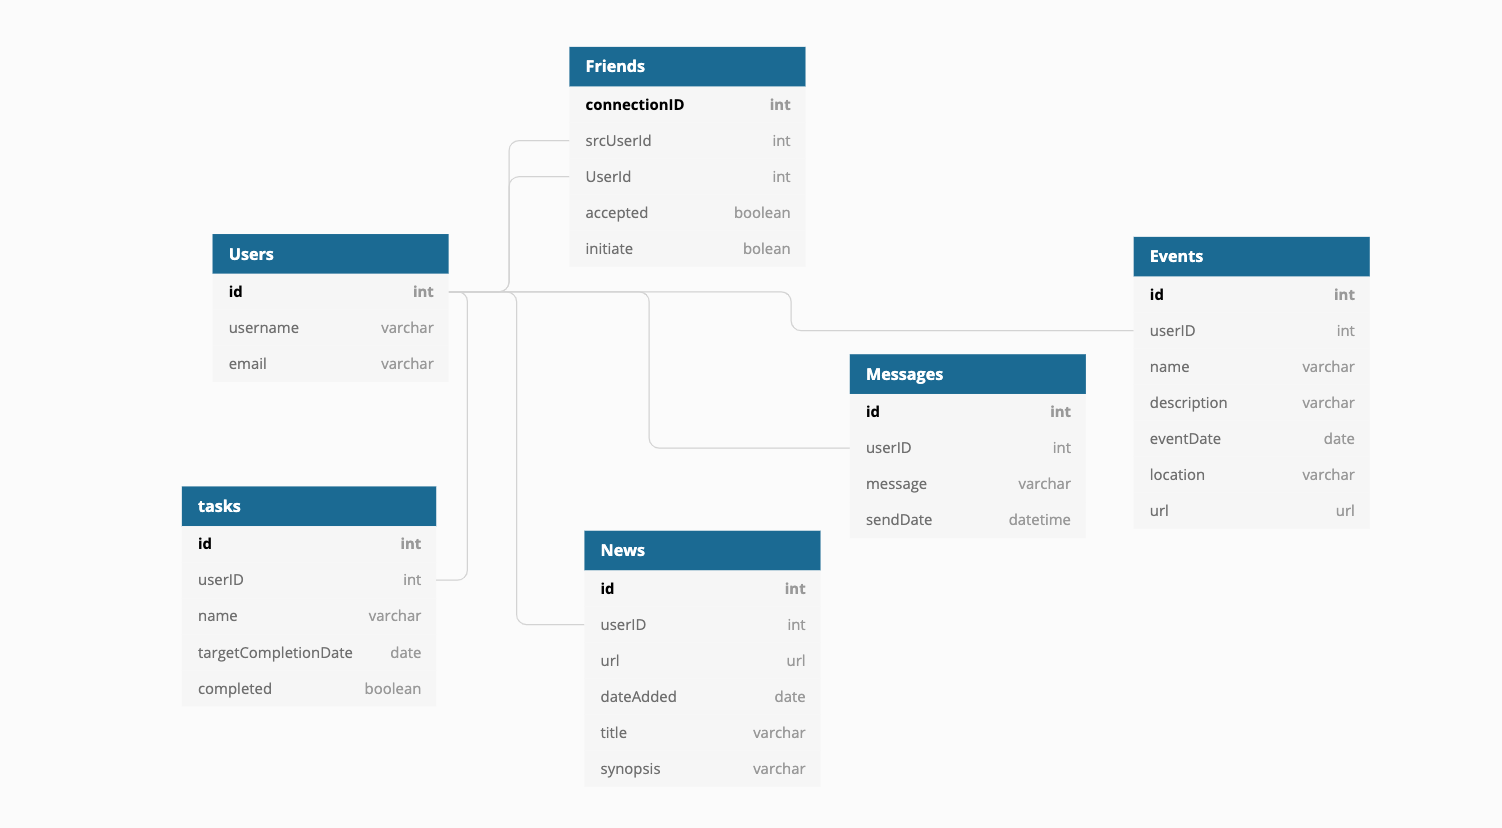 Friends
connectionID int
srcUserId int
UserId int
accepted boolean
initiate bolean
Users
id int
username varchar
email varchar
Events
id int
userID int
name varchar
description varchar
eventDate date
location varchar
url url
Messages
id int
userID int
message varchar
sendDate datetime
tasks
id int
userID int
name varchar
targetCompletionDate date
completed boolean
News
id int
userID int
url url
dateAdded date
title varchar
synopsis varchar